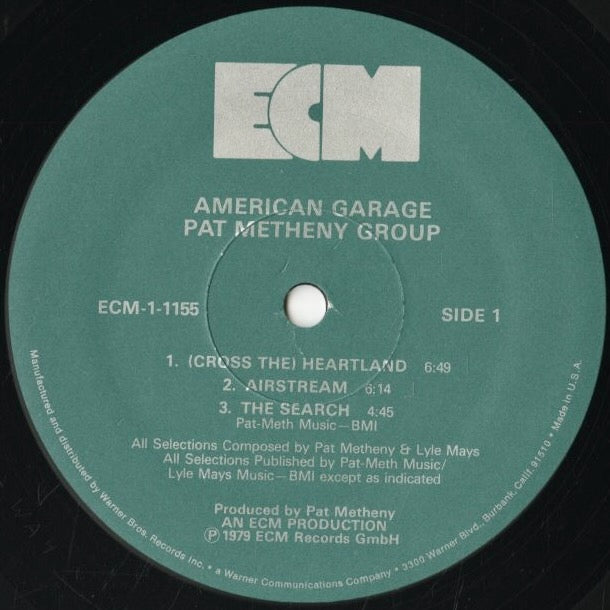 ECM
AMERICAN GARAGE
PAT METHENY GROUP
ECM-1-1155
SIDE 1
1. (CROSS THE) HEARTLAND 6:49
2. AIRSTREAM 6:14
3. THE SEARCH 4:45
Pat-Meth Music—BMI
All Selections Composed by Pat Metheny & Lyle Mays
All Selections Published by Pat-Meth Music/
Lyle Mays Music—BMI except as indicated
Produced by Pat Metheny
AN ECM PRODUCTION
℗ 1979 ECM Records GmbH
Manufactured and distributed by Warner Bros. Records Inc. • a Warner Communications Company • 3300 Warner Blvd., Burbank, Calif. 91510 • Made in U.S.A.